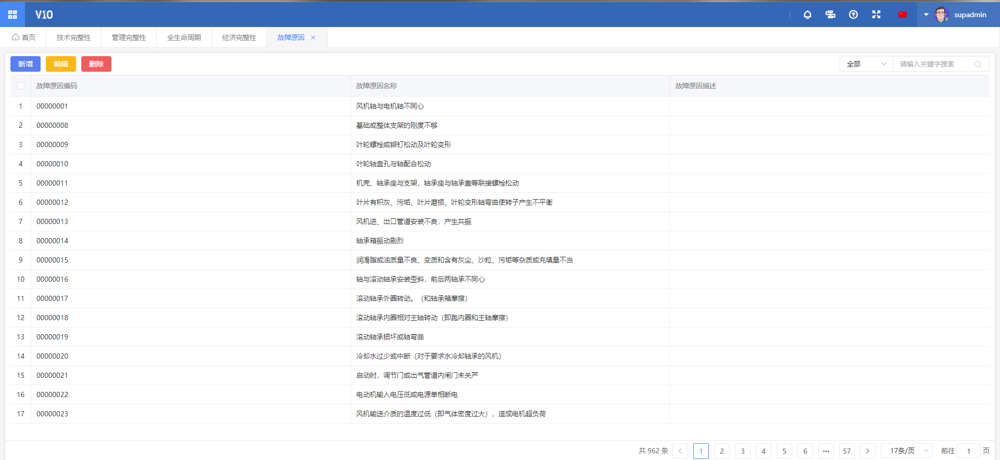 V10
supadmin
首页 技术完整性 管理完整性 全生命周期 经济完整性 故障原因
新增 编辑 删除 全部 请输入关键字搜索
故障原因编码 故障原因名称 故障原因描述
1 00000001 风机轴与电机轴不同心
2 00000008 基础或整体支架的刚度不够
3 00000009 叶轮螺栓或铆钉松动及叶轮变形
4 00000010 叶轮轴盘孔与轴配合松动
5 00000011 机壳、轴承座与支架，轴承座与轴承盖等联接螺栓松动
6 00000012 叶片有积灰、污垢、叶片磨损、叶轮变形轴弯曲使转子产生不平衡
7 00000013 风机进、出口管道安装不良，产生共振
8 00000014 轴承箱振动剧烈
9 00000015 润滑脂或油质量不良、变质和含有灰尘、沙粒、污垢等杂质或充填量不当
10 00000016 轴与滚动轴承安装歪斜，前后两轴承不同心
11 00000017 滚动轴承外圈转动。（和轴承箱摩擦）
12 00000018 滚动轴承内圈相对主轴转动（即跑内圈和主轴摩擦）
13 00000019 滚动轴承损坏或轴弯曲
14 00000020 冷却水过少或中断（对于要求水冷却轴承的风机）
15 00000021 启动时，调节门或出气管道内闸门未关严
16 00000022 电动机输入电压低或电源单相断电
17 00000023 风机输送介质的温度过低（即气体密度过大），造成电机超负荷
共 962 条 1 2 3 4 5 6 ••• 57 17条/页 前往 1 页